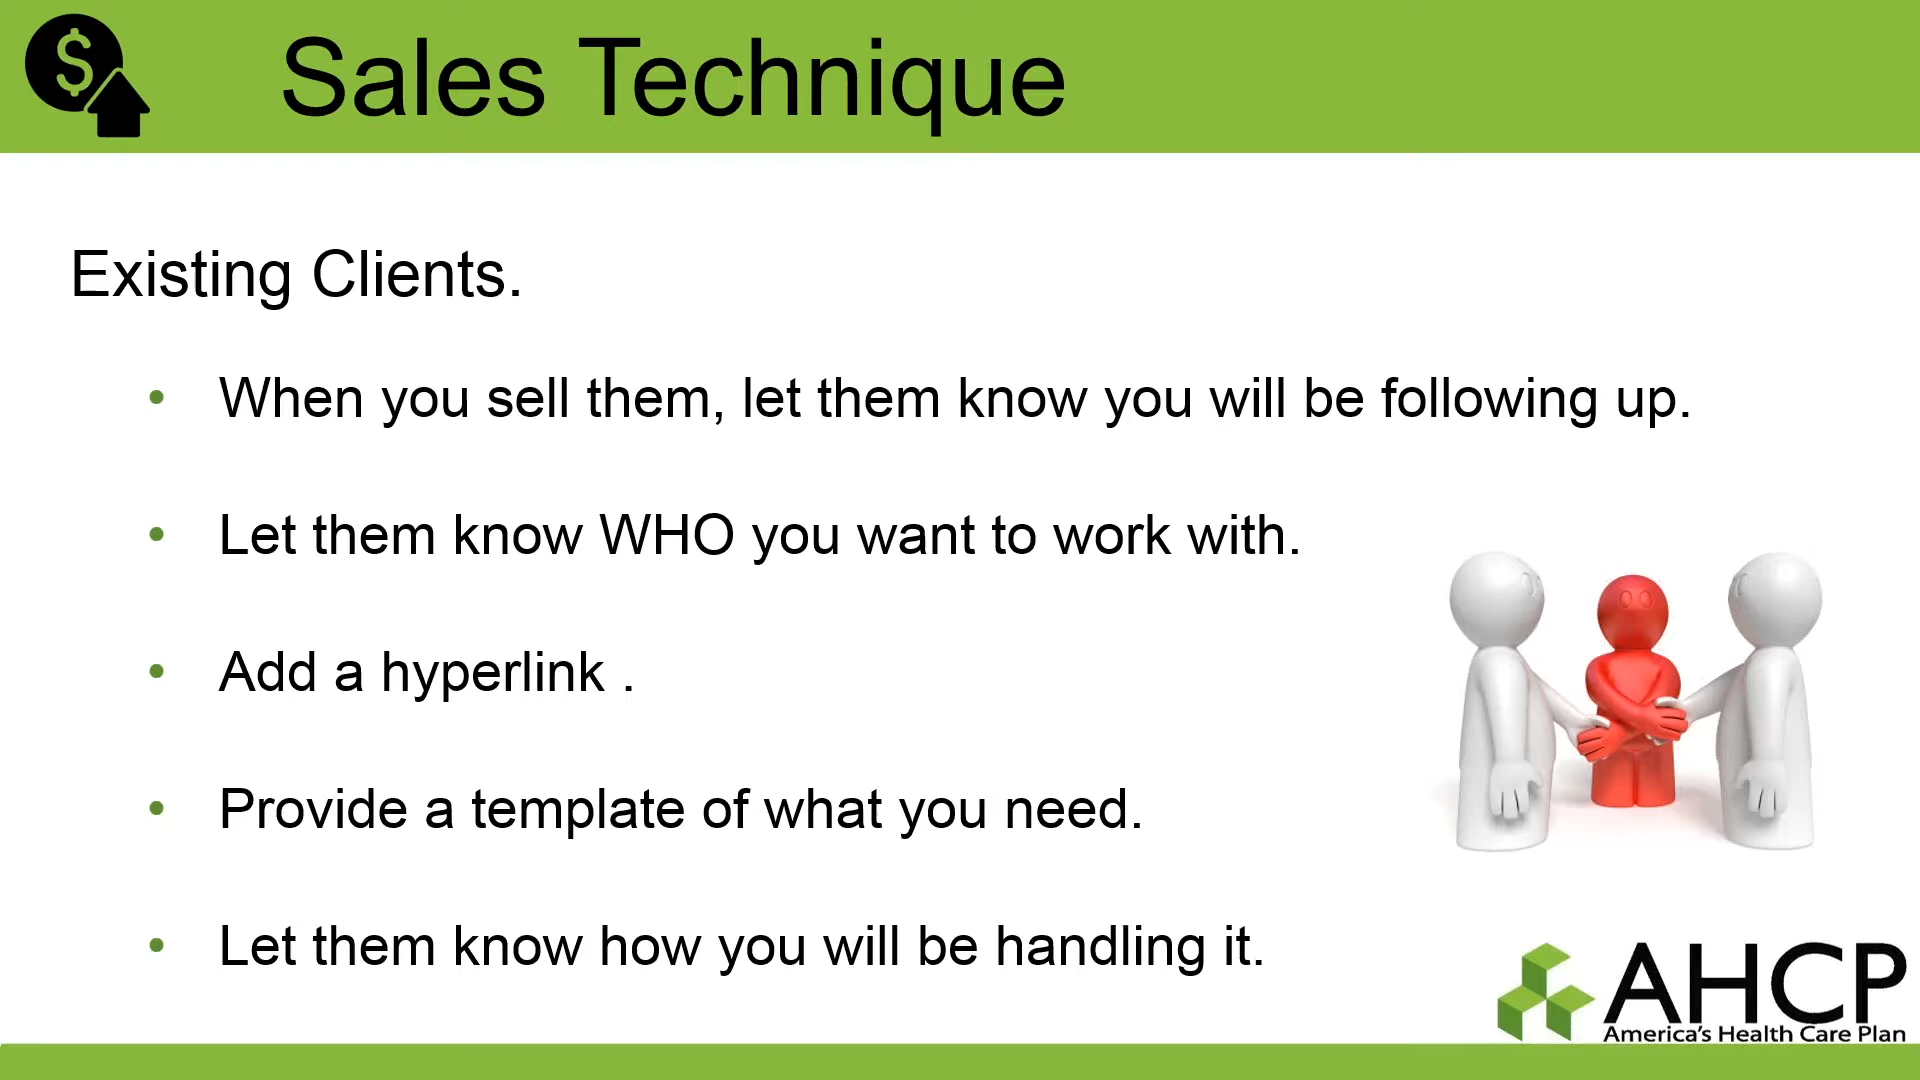 $
Sales Technique
Existing Clients.
• When you sell them, let them know you will be following up.
• Let them know WHO you want to work with.
• Add a hyperlink .
• Provide a template of what you need.
• Let them know how you will be handling it.
AHCP
America's Health Care Plan